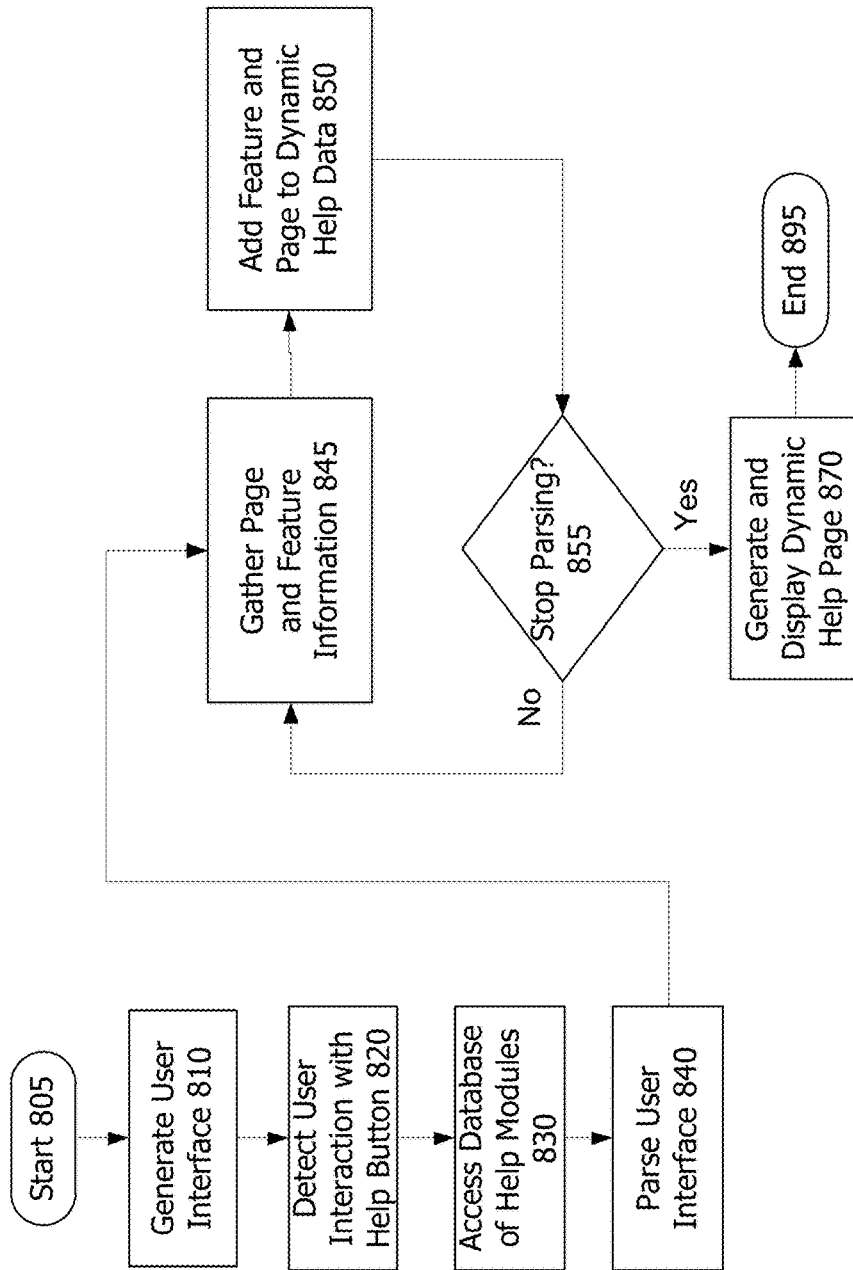 Start 805
Generate User
Interface 810
Detect User
Interaction with
Help Button 820
Access Database
of Help Modules
830
Parse User
Interface 840
Gather Page
and Feature
Information 845
Add Feature and
Page to Dynamic
Help Data 850
Stop Parsing?
855
No
Yes
Generate and
Display Dynamic
Help Page 870
End 895